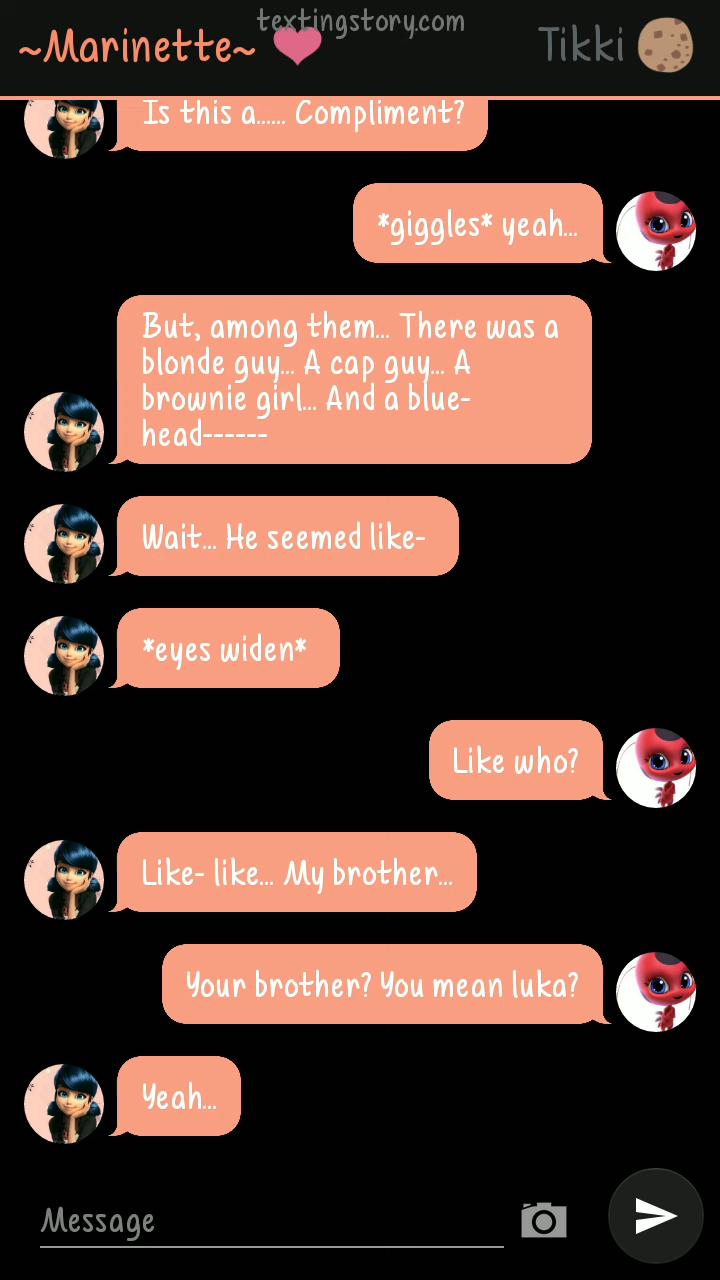 textingstory.com
~Marinette~
Tikki
Is this a...... Compliment?
*giggles* yeah...
But, among them... There was a
blonde guy... A cap guy... A
brownie girl... And a blue-
head------
Wait... He seemed like-
*eyes widen*
Like who?
Like- like... My brother...
Your brother? You mean luka?
Yeah...
Message